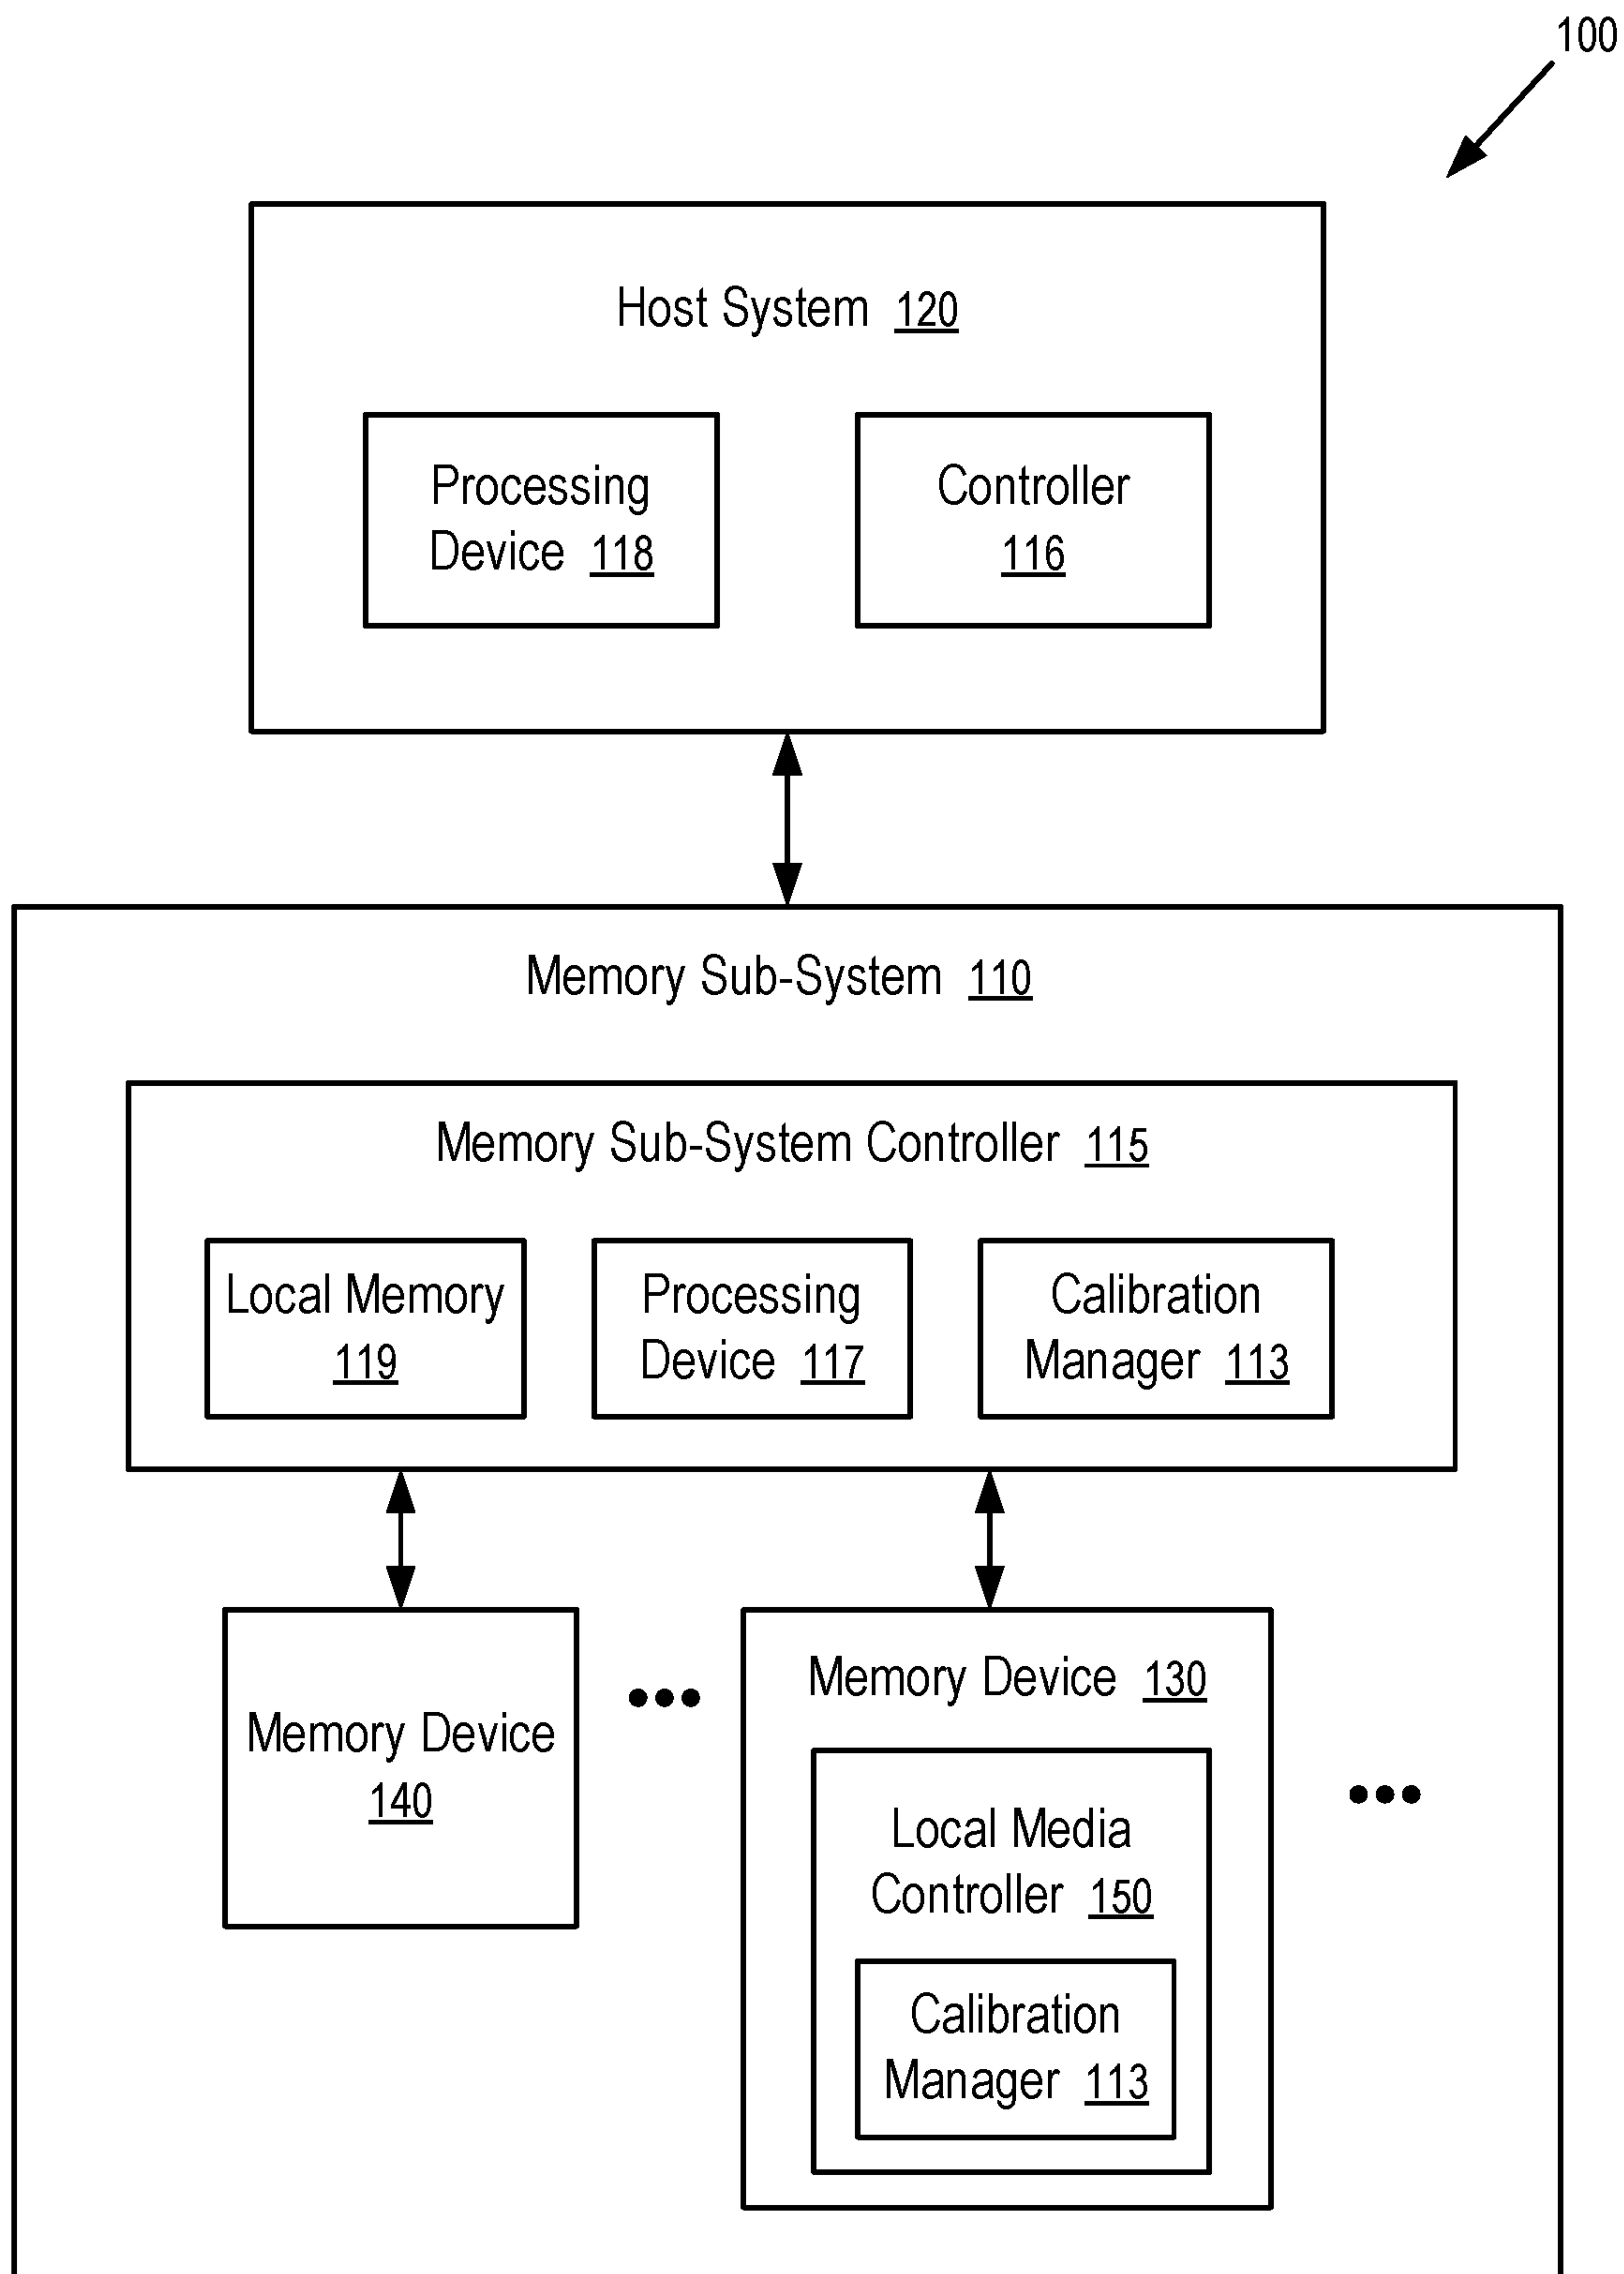 100
Host System 120
Processing
Device 118
Controller
116
Memory Sub-System 110
Memory Sub-System Controller 115
Local Memory
119
Processing
Device 117
Calibration
Manager 113
Memory Device
140
Memory Device 130
Local Media
Controller 150
Calibration
Manager 113